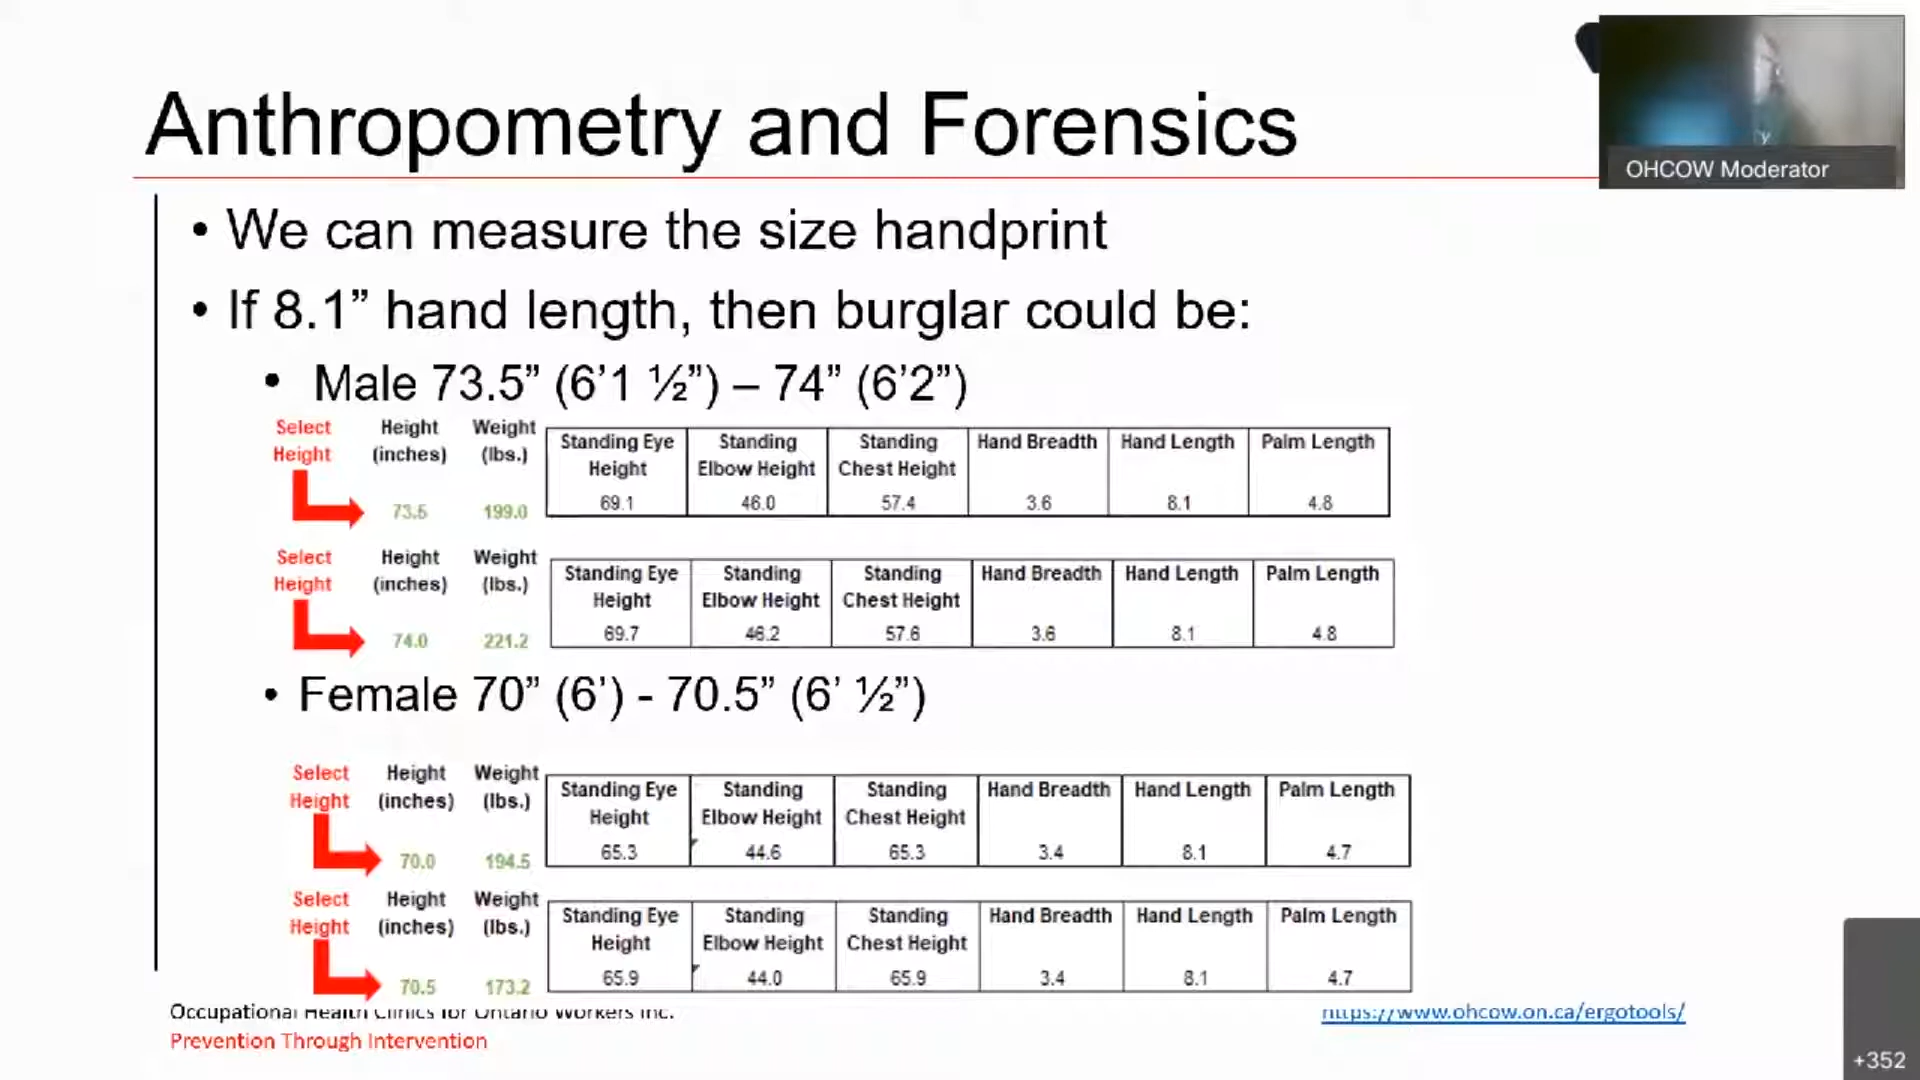 Anthropometry and Forensics
OHCOW Moderator
• We can measure the size handprint
• If 8.1” hand length, then burglar could be:
• Male 73.5” (6’1 ½”) – 74” (6’2”)
Select Height Height (inches) Weight (lbs.) Standing Eye Height Standing Elbow Height Standing Chest Height Hand Breadth Hand Length Palm Length
73.5 199.0 69.1 46.0 57.4 3.6 8.1 4.8
Select Height Height (inches) Weight (lbs.) Standing Eye Height Standing Elbow Height Standing Chest Height Hand Breadth Hand Length Palm Length
74.0 221.2 69.7 46.2 57.6 3.6 8.1 4.8
• Female 70” (6’) - 70.5” (6’ ½”)
Select Height Height (inches) Weight (lbs.) Standing Eye Height Standing Elbow Height Standing Chest Height Hand Breadth Hand Length Palm Length
70.0 194.5 65.3 44.6 65.3 3.4 8.1 4.7
Select Height Height (inches) Weight (lbs.) Standing Eye Height Standing Elbow Height Standing Chest Height Hand Breadth Hand Length Palm Length
70.5 173.2 65.9 44.0 65.9 3.4 8.1 4.7
Occupational Health Clinics for Ontario Workers Inc.
Prevention Through Intervention
https://www.ohcow.on.ca/ergotools/
+352